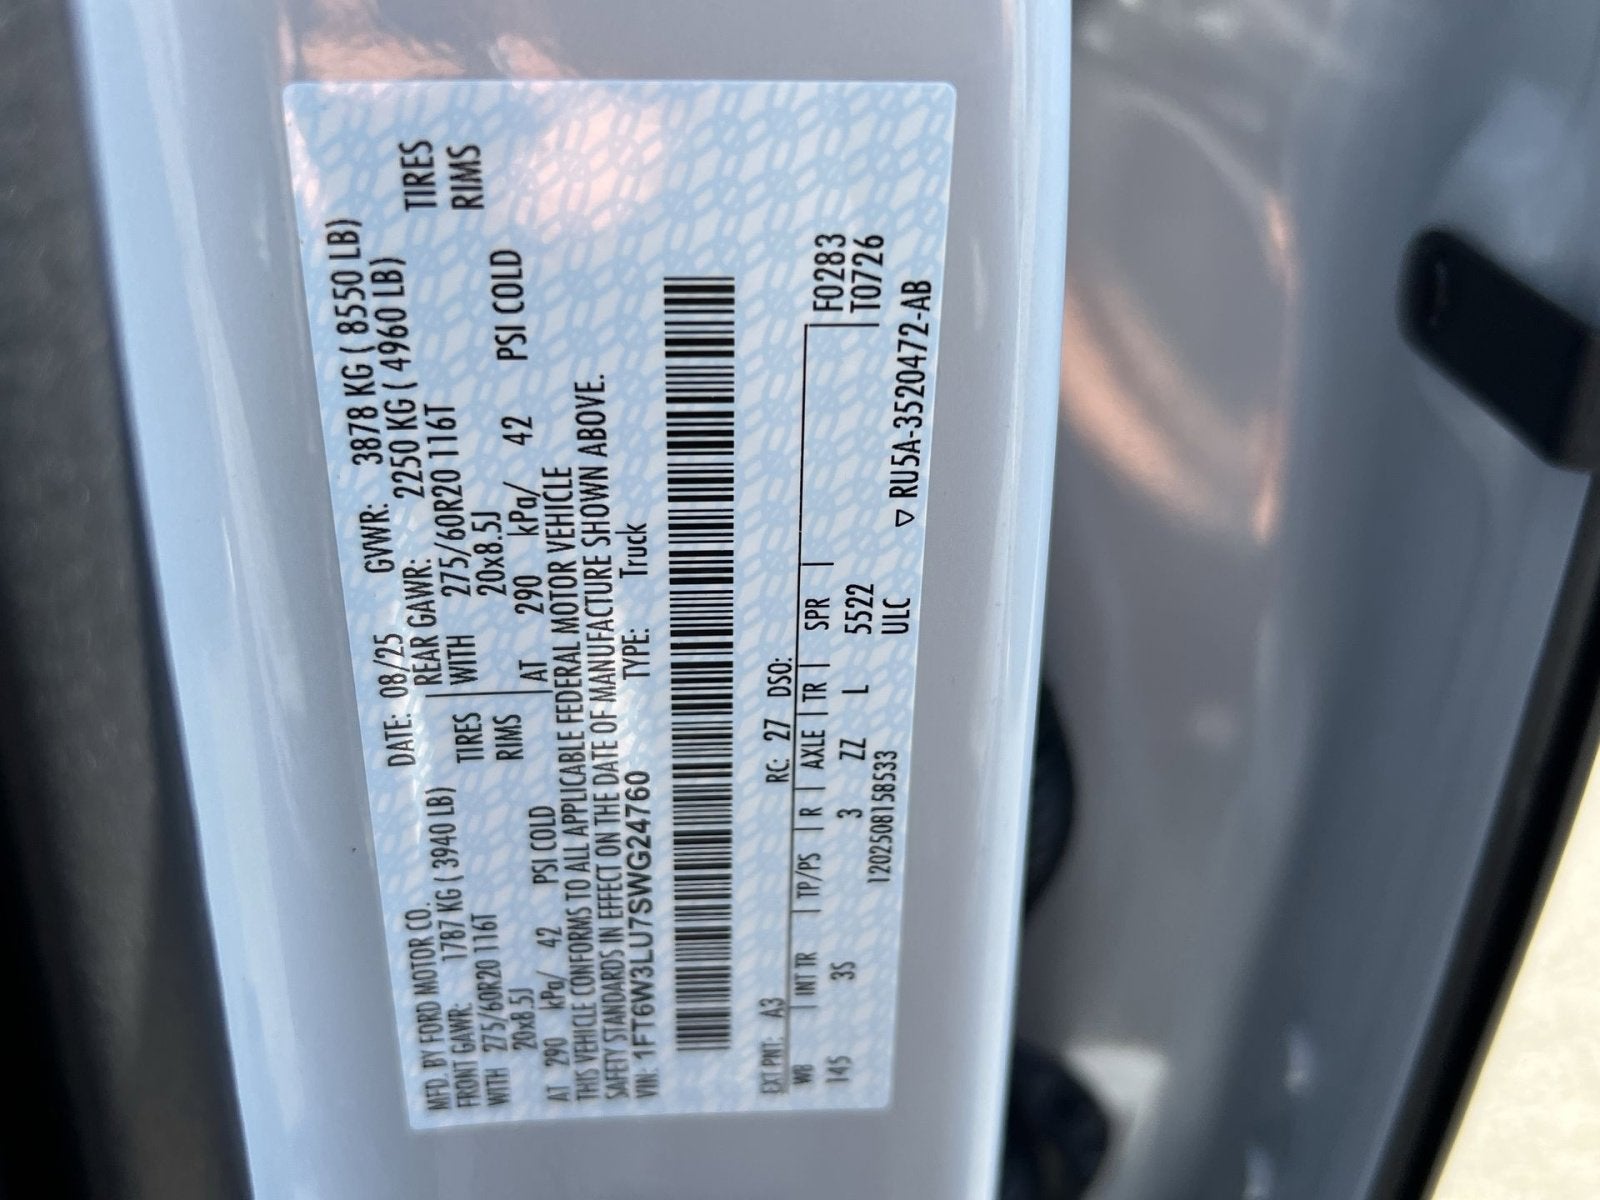 MFD. BY FORD MOTOR CO. DATE: 08/25 GVWR: 3878 KG ( 8550 LB)
FRONT GAWR: 1787 KG ( 3940 LB) REAR GAWR: 2250 KG ( 4960 LB)
WITH 275/60R20 116T TIRES WITH 275/60R20 116T TIRES
20x8.5J RIMS 20x8.5J RIMS
AT 290 kPa/ 42 PSI COLD AT 290 kPa/ 42 PSI COLD
THIS VEHICLE CONFORMS TO ALL APPLICABLE FEDERAL MOTOR VEHICLE
SAFETY STANDARDS IN EFFECT ON THE DATE OF MANUFACTURE SHOWN ABOVE.
VIN: 1FT6W3LU7SWG24760 TYPE: Truck
EXT PNT: A3 RC: 27 DSO:
WB INT TR TP/PS R AXLE TR SPR F0283
145 3S 3 ZZ L 5522 T0726
1202508158533 ULC ▽ RU5A-3520472-AB